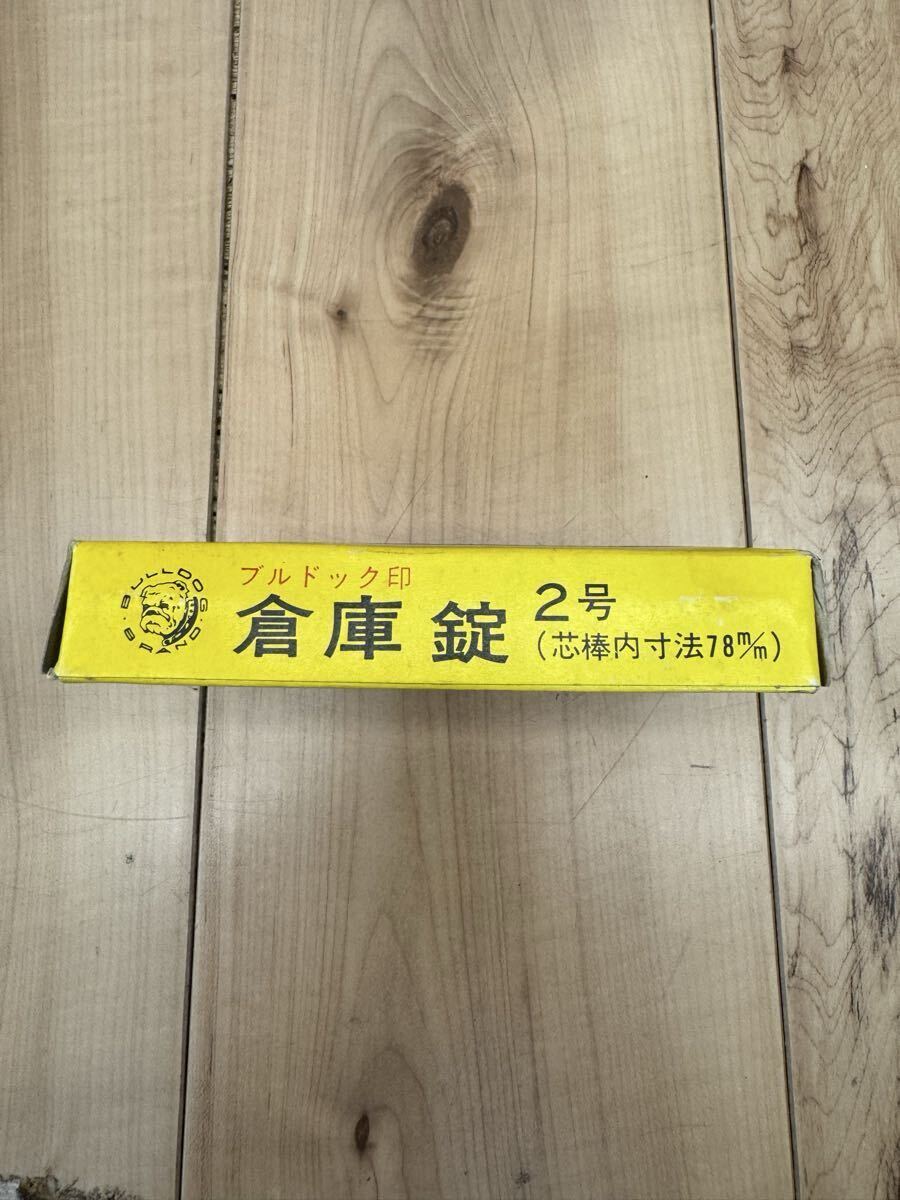 BULLDOG
ブルドック印
倉庫錠
2号
(芯棒内寸法78m/m)